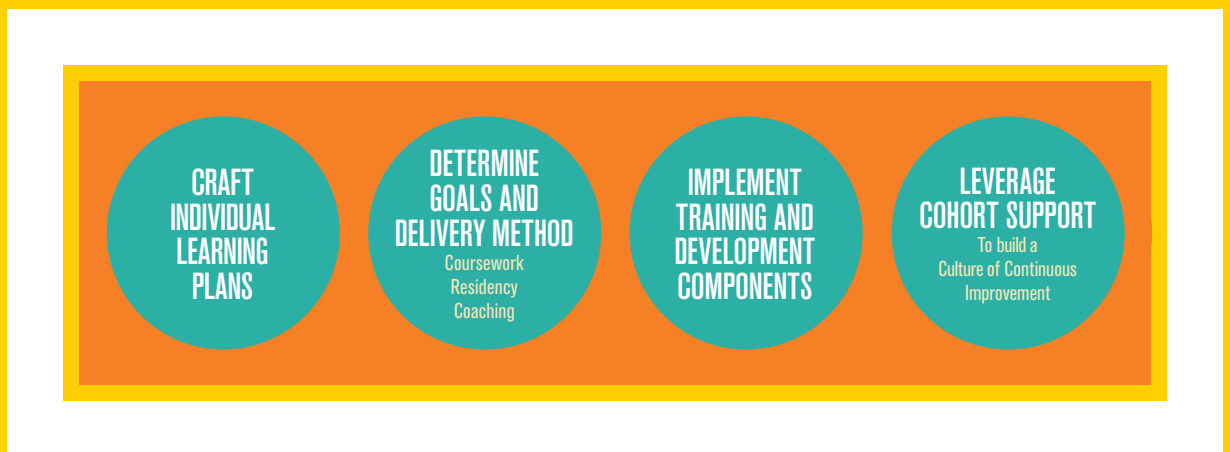 CRAFT
INDIVIDUAL
LEARNING
PLANS
DETERMINE
GOALS AND
DELIVERY METHOD
Coursework
Residency
Coaching
IMPLEMENT
TRAINING AND
DEVELOPMENT
COMPONENTS
LEVERAGE
COHORT SUPPORT
To build a
Culture of Continuous
Improvement